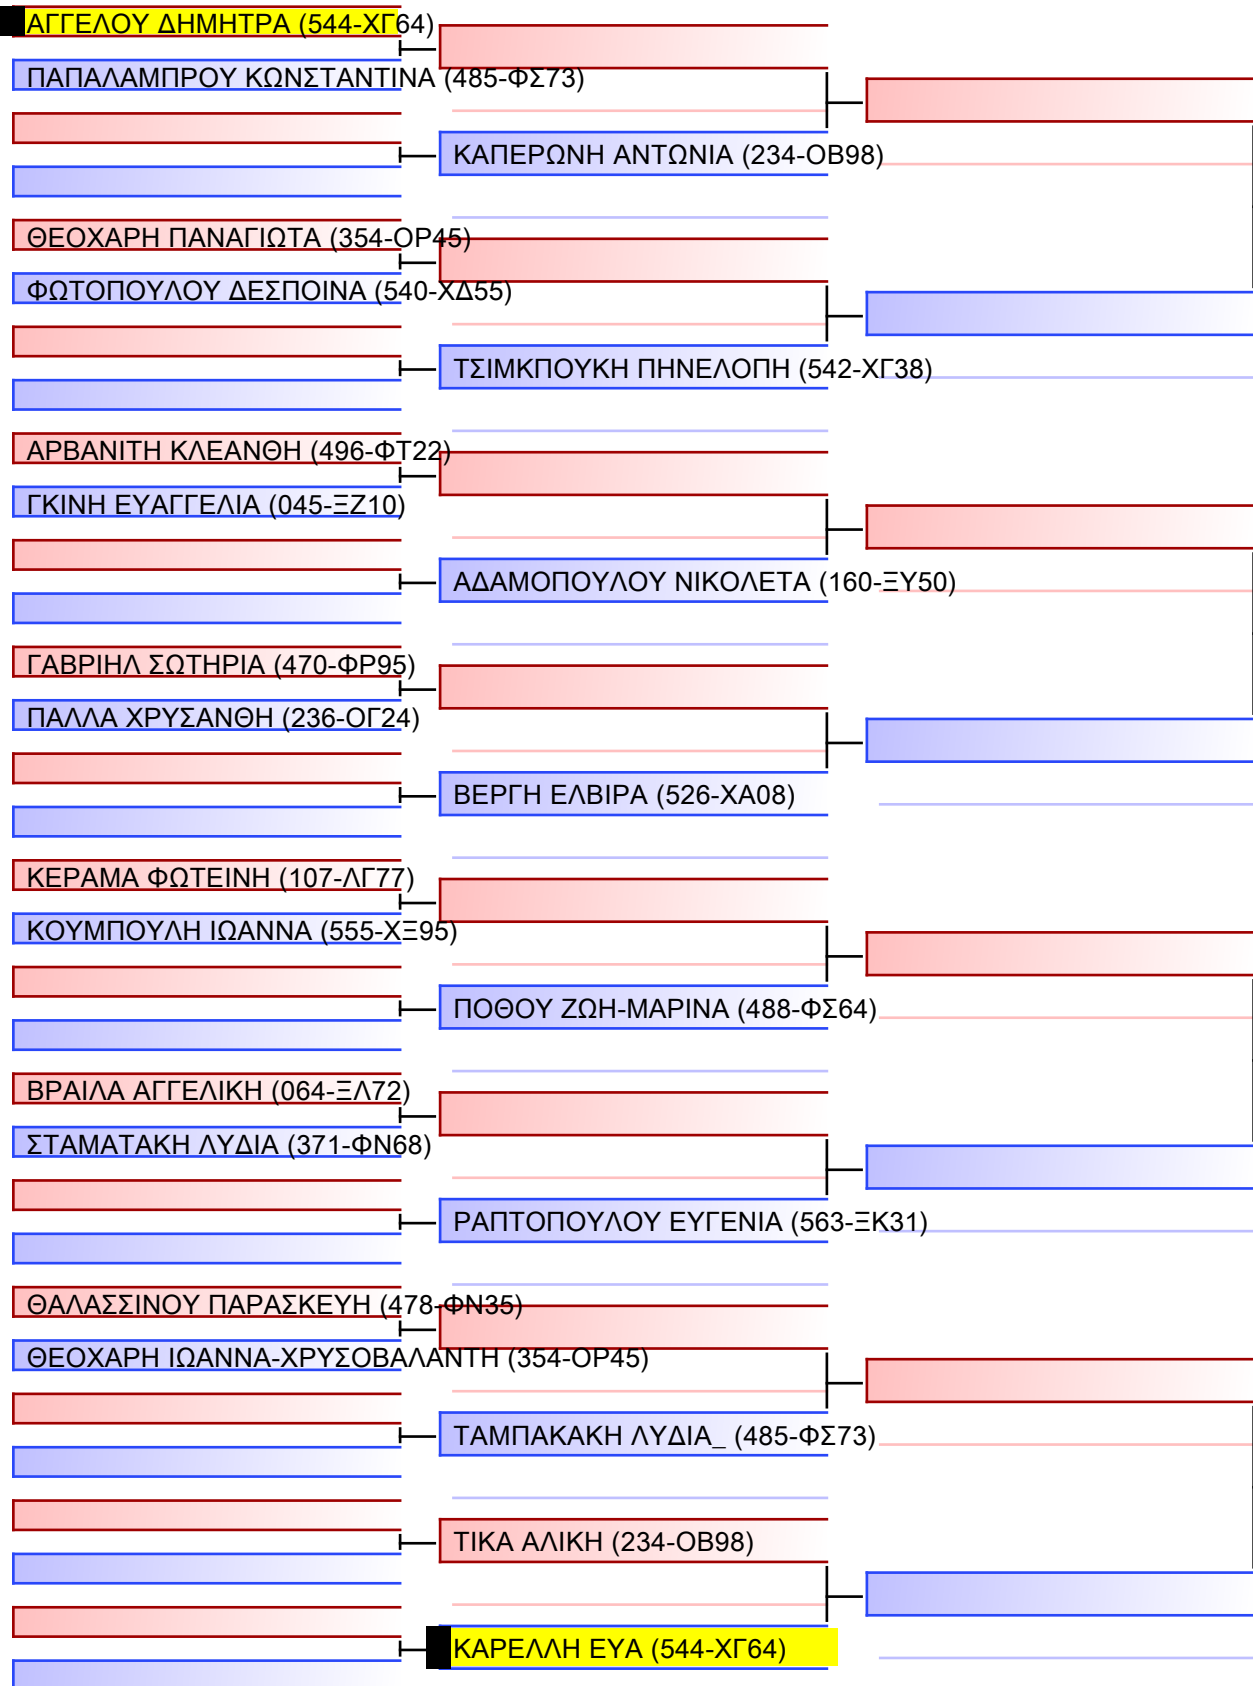 ΑΓΓΕΛΟΥ ΔΗΜΗΤΡΑ (544-ΧΓ64)
ΠΑΠΑΛΑΜΠΡΟΥ ΚΩΝΣΤΑΝΤΙΝΑ (485-ΦΣ73)
ΚΑΠΕΡΩΝΗ ΑΝΤΩΝΙΑ (234-ΟΒ98)
ΘΕΟΧΑΡΗ ΠΑΝΑΓΙΩΤΑ (354-ΟΡ45)
ΦΩΤΟΠΟΥΛΟΥ ΔΕΣΠΟΙΝΑ (540-ΧΔ55)
ΤΣΙΜΚΠΟΥΚΗ ΠΗΝΕΛΟΠΗ (542-ΧΓ38)
ΑΡΒΑΝΙΤΗ ΚΛΕΑΝΘΗ (496-ΦΤ22)
ΓΚΙΝΗ ΕΥΑΓΓΕΛΙΑ (045-ΞΖ10)
ΑΔΑΜΟΠΟΥΛΟΥ ΝΙΚΟΛΕΤΑ (160-ΞΥ50)
ΓΑΒΡΙΗΛ ΣΩΤΗΡΙΑ (470-ΦΡ95)
ΠΑΛΛΑ ΧΡΥΣΑΝΘΗ (236-ΟΓ24)
ΒΕΡΓΗ ΕΛΒΙΡΑ (526-ΧΑ08)
ΚΕΡΑΜΑ ΦΩΤΕΙΝΗ (107-ΛΓ77)
ΚΟΥΜΠΟΥΛΗ ΙΩΑΝΝΑ (555-ΧΞ95)
ΠΟΘΟΥ ΖΩΗ-ΜΑΡΙΝΑ (488-ΦΣ64)
ΒΡΑΙΛΑ ΑΓΓΕΛΙΚΗ (064-ΞΛ72)
ΣΤΑΜΑΤΑΚΗ ΛΥΔΙΑ (371-ΦΝ68)
ΡΑΠΤΟΠΟΥΛΟΥ ΕΥΓΕΝΙΑ (563-ΞΚ31)
ΘΑΛΑΣΣΙΝΟΥ ΠΑΡΑΣΚΕΥΗ (478-ΦΝ35)
ΘΕΟΧΑΡΗ ΙΩΑΝΝΑ-ΧΡΥΣΟΒΑΛΑΝΤΗ (354-ΟΡ45)
ΤΑΜΠΑΚΑΚΗ ΛΥΔΙΑ_ (485-ΦΣ73)
ΤΙΚΑ ΑΛΙΚΗ (234-ΟΒ98)
ΚΑΡΕΛΛΗ ΕΥΑ (544-ΧΓ64)